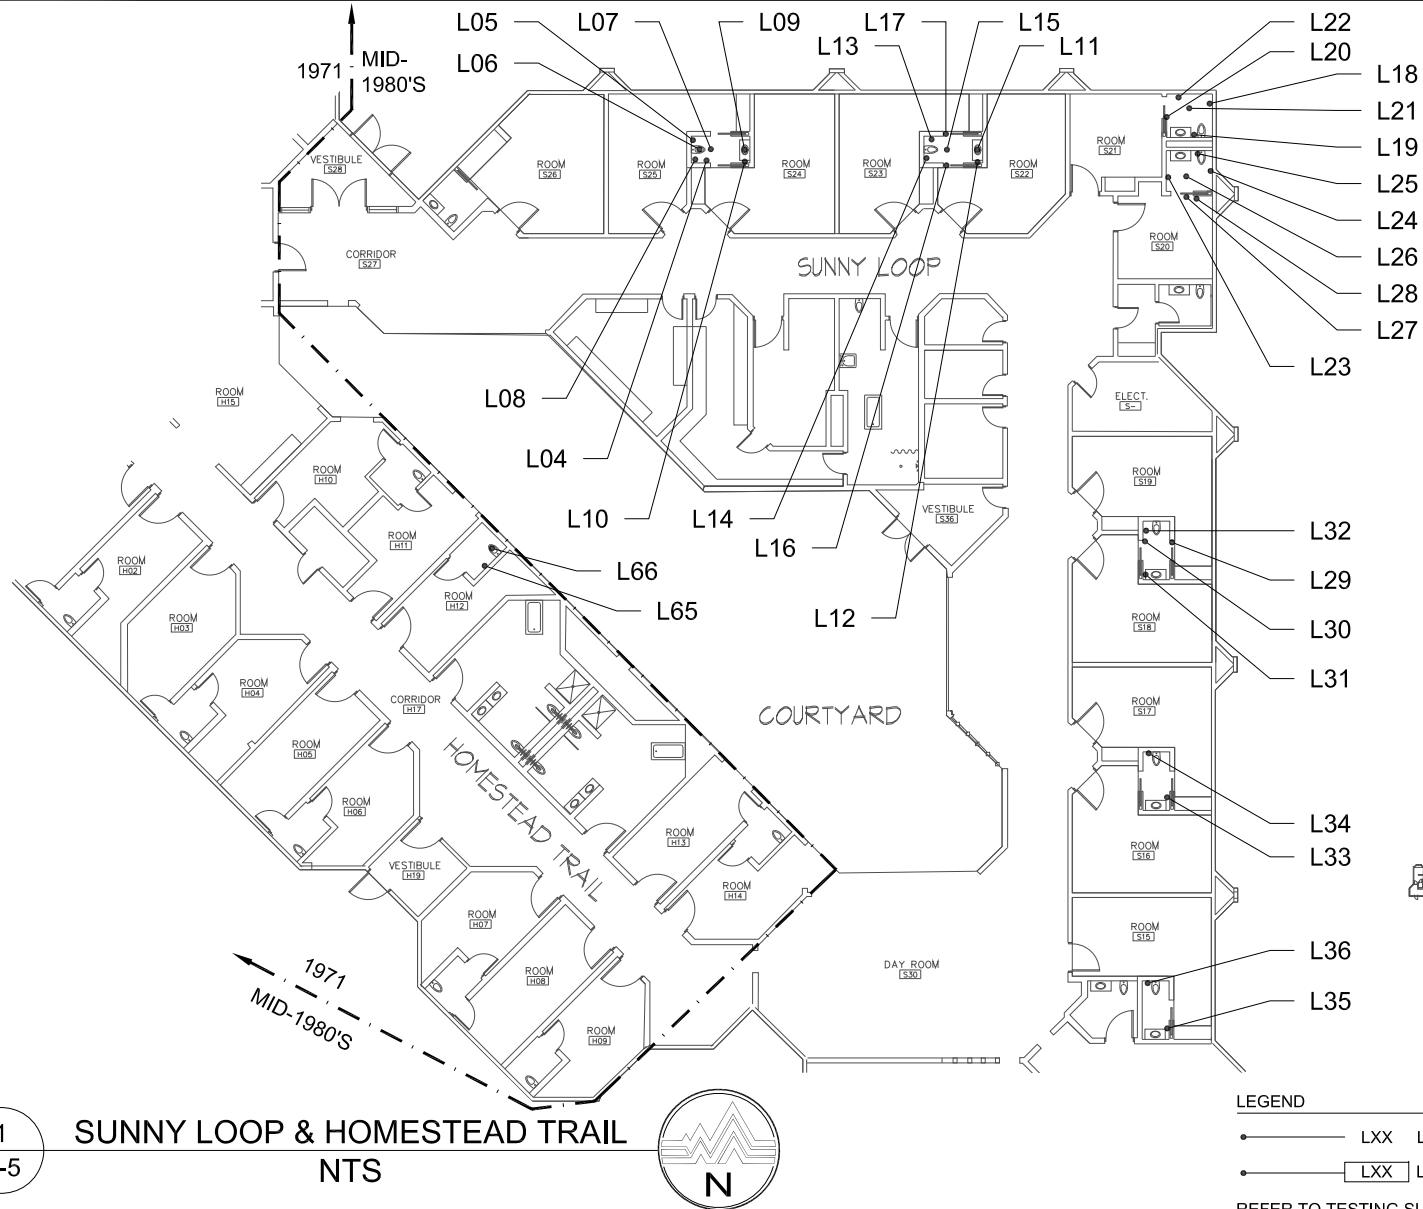 L05
L07
L09
L17
L15
L22
L13
L11
L20
L06
L18
1971
MID-
1980'S
L21
L19
L25
L24
L26
L28
L27
L23
VESTIBULE
S28
ROOM
S26
ROOM
S25
ROOM
S24
ROOM
S23
ROOM
S22
ROOM
S21
ROOM
S20
CORRIDOR
S27
SUNNY LOOP
L08
L04
L10
L14
L16
L12
ROOM
H15
ELECT.
S-
ROOM
S19
ROOM
H10
VESTIBULE
S36
L32
L29
L30
L31
ROOM
H11
ROOM
H02
L66
L65
ROOM
H12
ROOM
H03
ROOM
S18
ROOM
H04
CORRIDOR
H17
ROOM
S17
COURTYARD
ROOM
H05
HOMESTEAD TRAIL
ROOM
H06
L34
L33
ROOM
H13
ROOM
S16
VESTIBULE
H19
ROOM
H14
ROOM
H07
ROOM
S15
L36
L35
DAY ROOM
S30
ROOM
H08
1971
MID-1980'S
ROOM
H09
1
-5
SUNNY LOOP & HOMESTEAD TRAIL
NTS
N
LEGEND
LXX L
LXX L